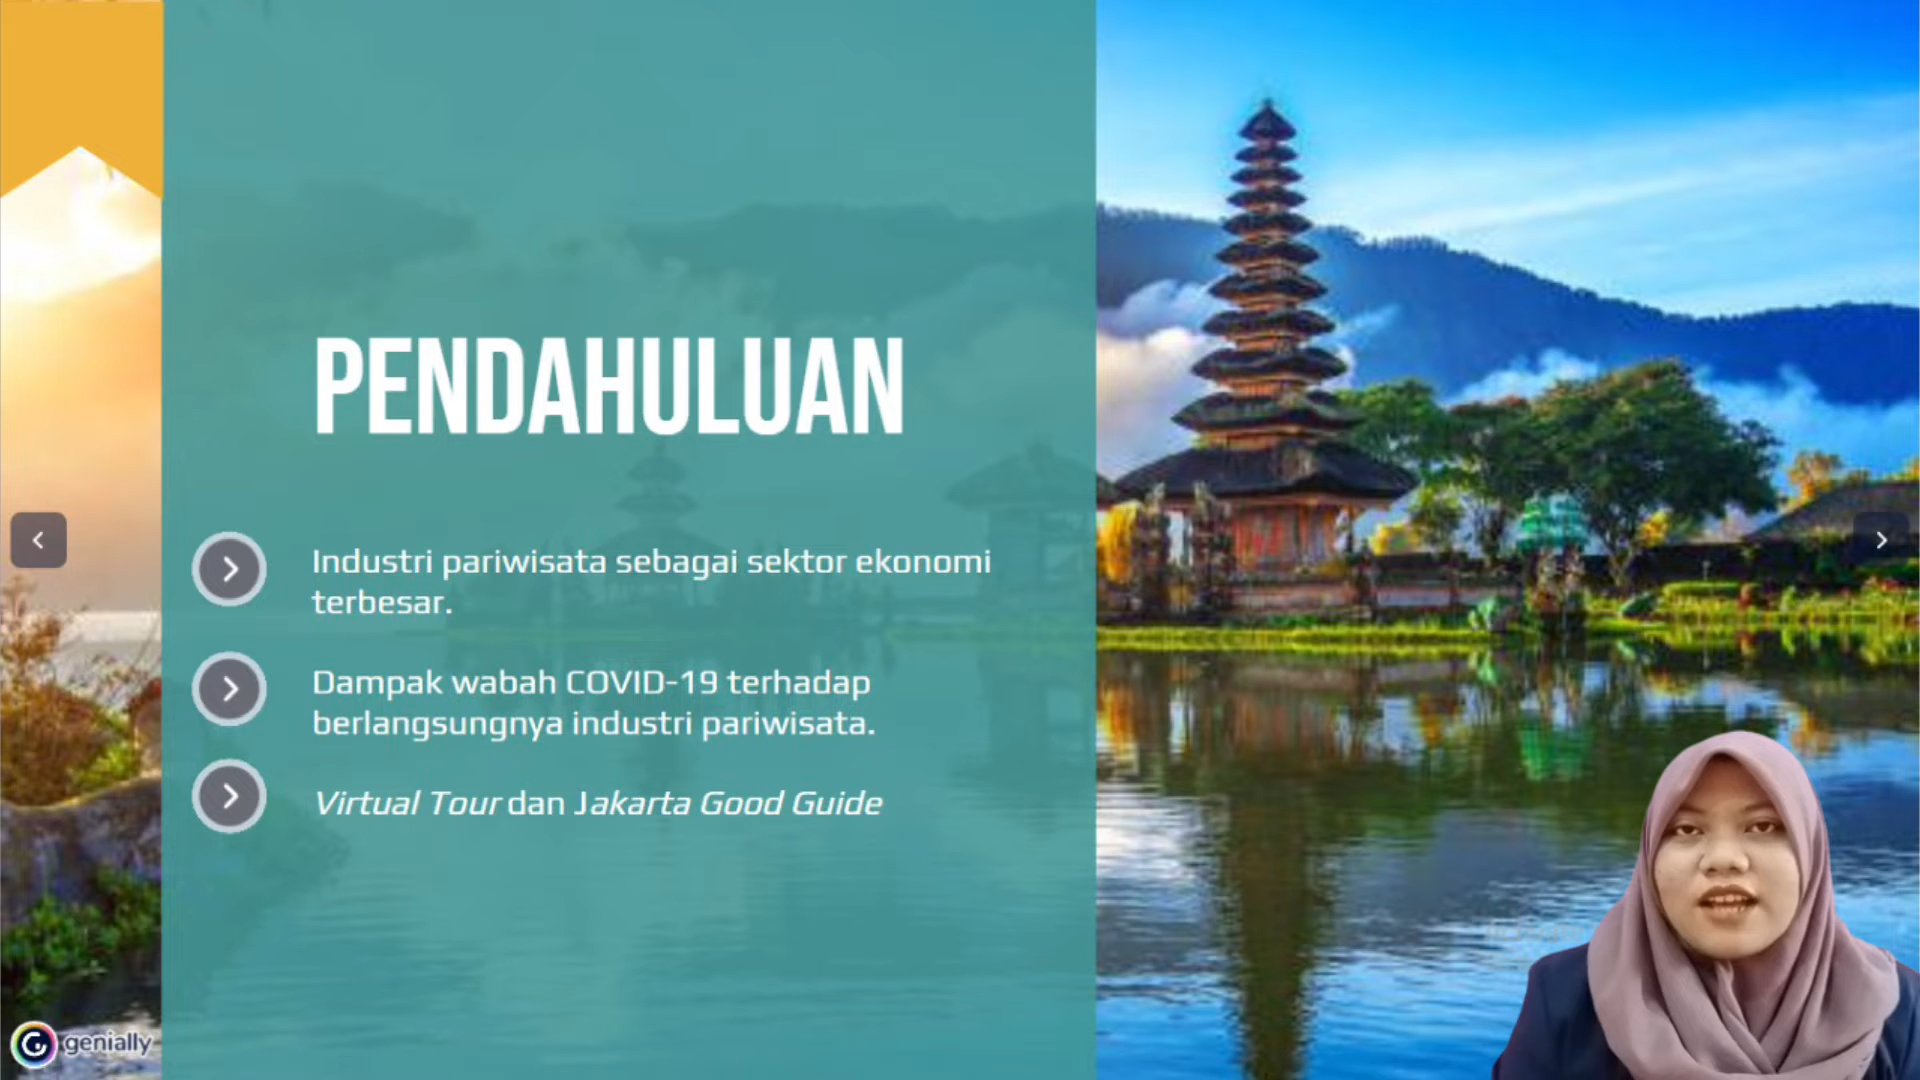 PENDAHULUAN
Industri pariwisata sebagai sektor ekonomi
terbesar.
Dampak wabah COVID-19 terhadap
berlangsungnya industri pariwisata.
Virtual Tour dan Jakarta Good Guide
genially